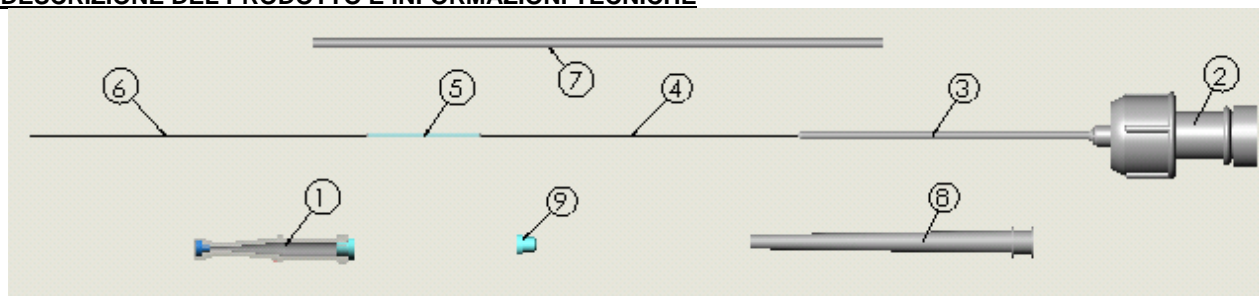 DESCRIZIONE DEL PRODOTTO E INFORMAZIONI TECNICHE
7
6 5 4 3 2
1 9 8